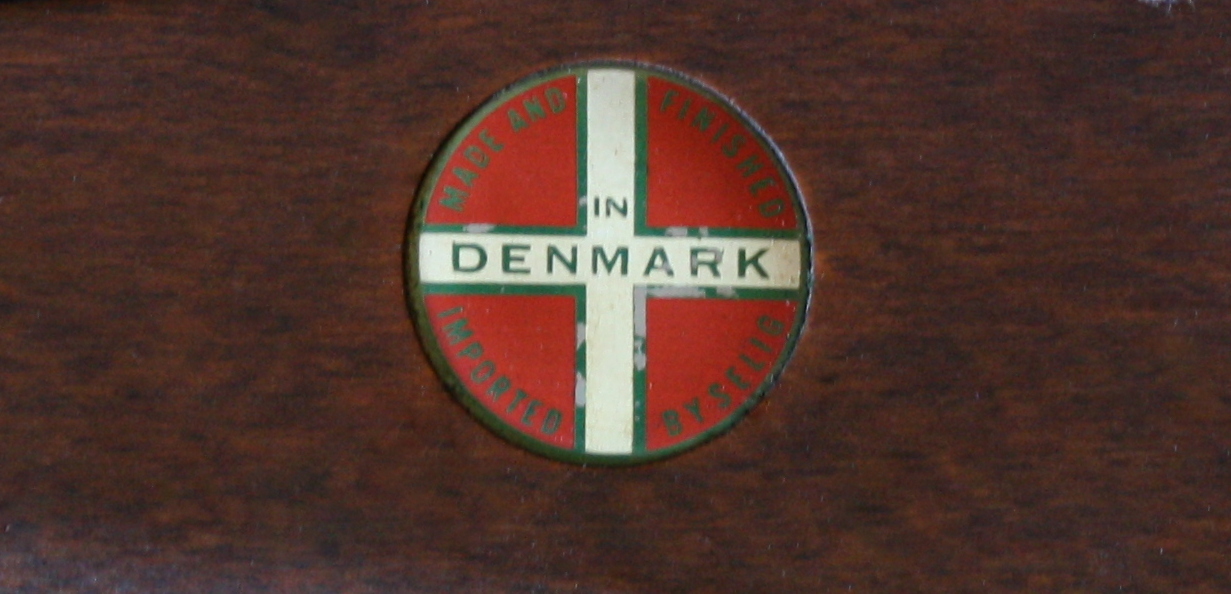 MADE AND FINISHED
IN
DENMARK
IMPORTED BY SELIG